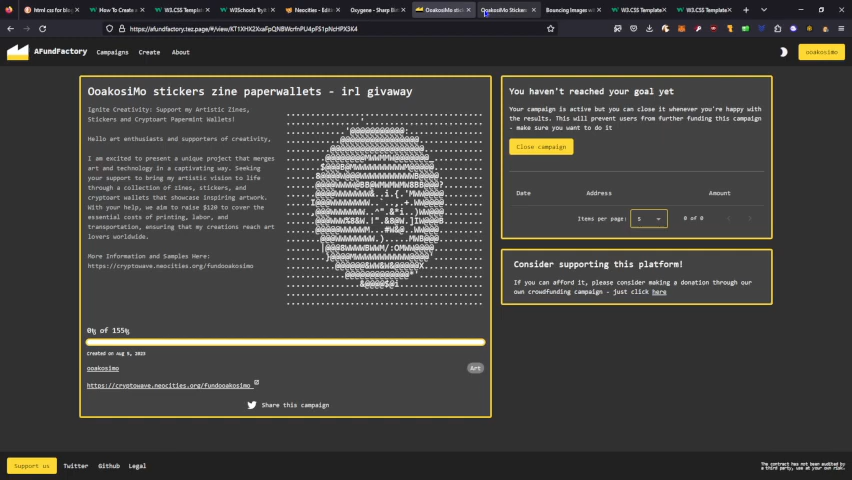 html css for blog
How To Create
W3.CSS Templat
W3Schools Tryit
Neocities - Editi
Oxygene - Sharp El
OoakosiMo sti
OoakosiMo Stickers
Bouncing Images wi
W3.CSS Template
W3.CSS Template
https://afundfactory.tez.page/#/view/KT1XHX2XcaFpQNBWcrfnPU4pFS1pNcHPX3K4
AFundFactory
Campaigns
Create
About
ooakosimo
OoakosiMo stickers zine paperwallets - irl givaway
Ignite Creativity: Support my Artistic Zines,
Stickers and Cryptoart Papermint Wallets!
Hello art enthusiasts and supporters of creativity,
I am excited to present a unique project that merges
art and technology in a captivating way. Seeking
your support to bring my artistic vision to life
through a collection of zines, stickers, and
cryptoart wallets that showcase inspiring artwork.
With your help, we aim to raise $120 to cover the
essential costs of printing, labor, and
transportation, ensuring that my creations reach art
lovers worldwide.
More Information and Samples Here:
https://cryptowave.neocities.org/fundooakosimo
0ꜩ of 155ꜩ
Created on Aug 5, 2023
ooakosimo
Art
https://cryptowave.neocities.org/fundooakosimo
Share this campaign
You haven't reached your goal yet
Your campaign is active but you can close it whenever you're happy with
the results. This will prevent users from further funding this campaign
- make sure you want to do it
Close campaign
Date Address Amount
Items per page: 5 0 of 0
Consider supporting this platform!
If you can afford it, please consider making a donation through our
own crowdfunding campaign - just click here
Support us
Twitter
Github
Legal
The contract has not been audited by
a third party, use at your own risk.